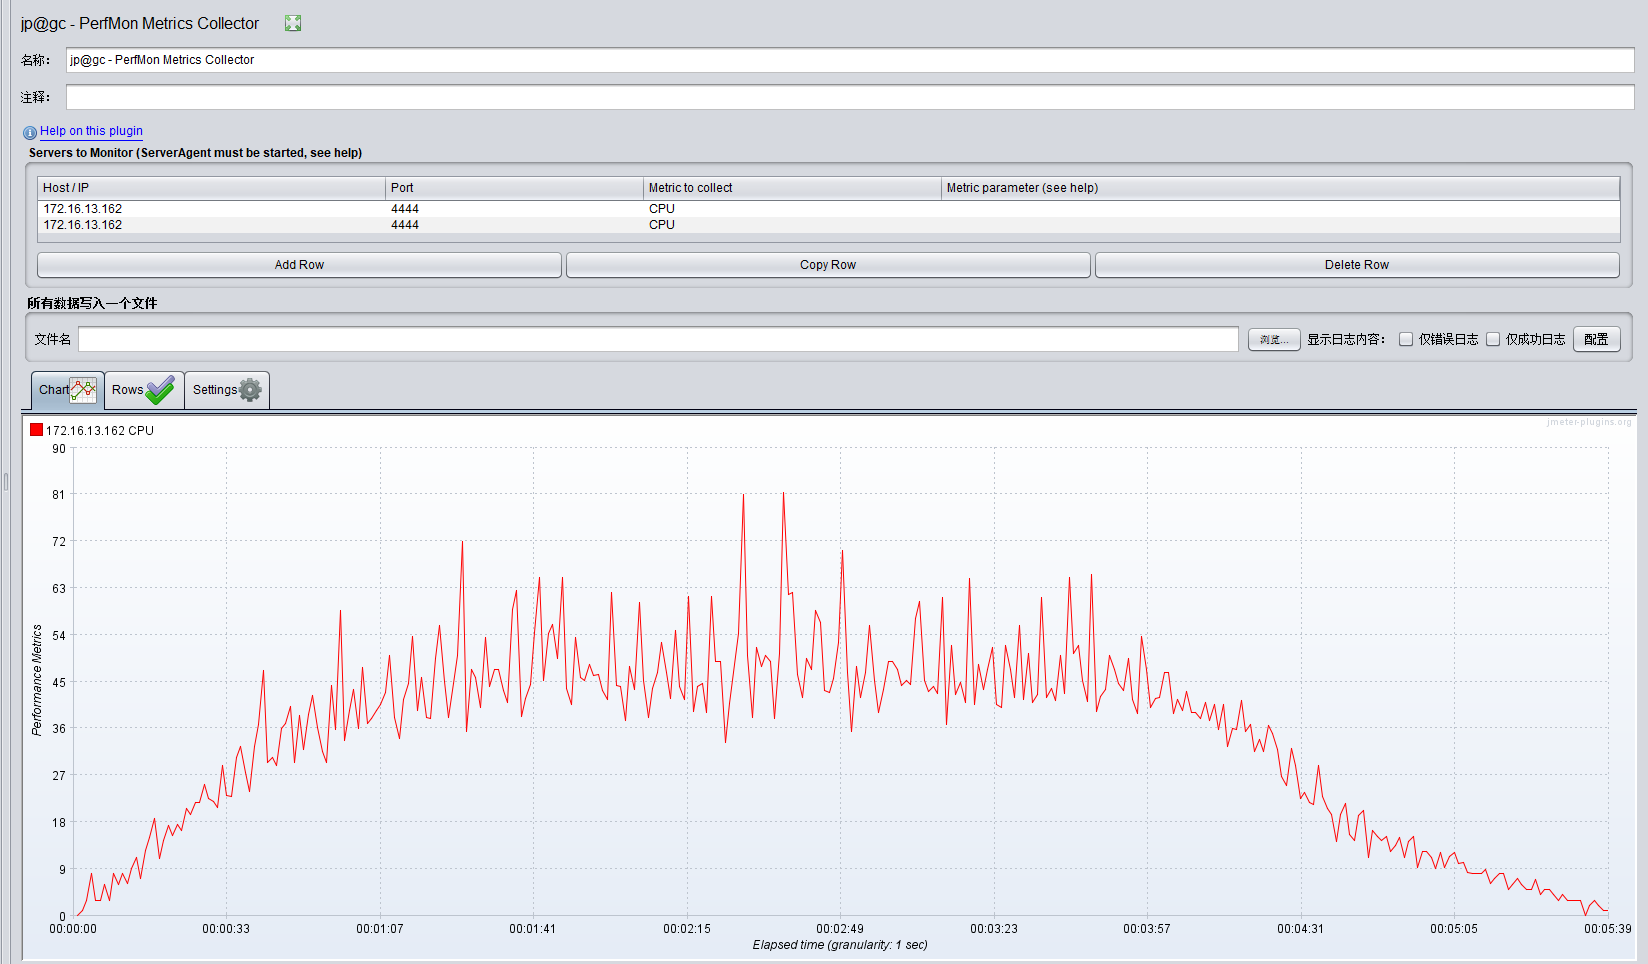 jp@gc - PerfMon Metrics Collector
名称： jp@gc - PerfMon Metrics Collector
注释：
Help on this plugin
Servers to Monitor (ServerAgent must be started, see help)
Host / IP Port Metric to collect Metric parameter (see help)
172.16.13.162 4444 CPU
172.16.13.162 4444 CPU
Add Row Copy Row Delete Row
所有数据写入一个文件
文件名 浏览... 显示日志内容： 仅错误日志 仅成功日志 配置
Chart Rows Settings
172.16.13.162 CPU
jmeter-plugins.org
90
81
72
63
54
45
36
27
18
9
0
Performance Metrics
00:00:00 00:00:33 00:01:07 00:01:41 00:02:15 00:02:49 00:03:23 00:03:57 00:04:31 00:05:05 00:05:39
Elapsed time (granularity: 1 sec)